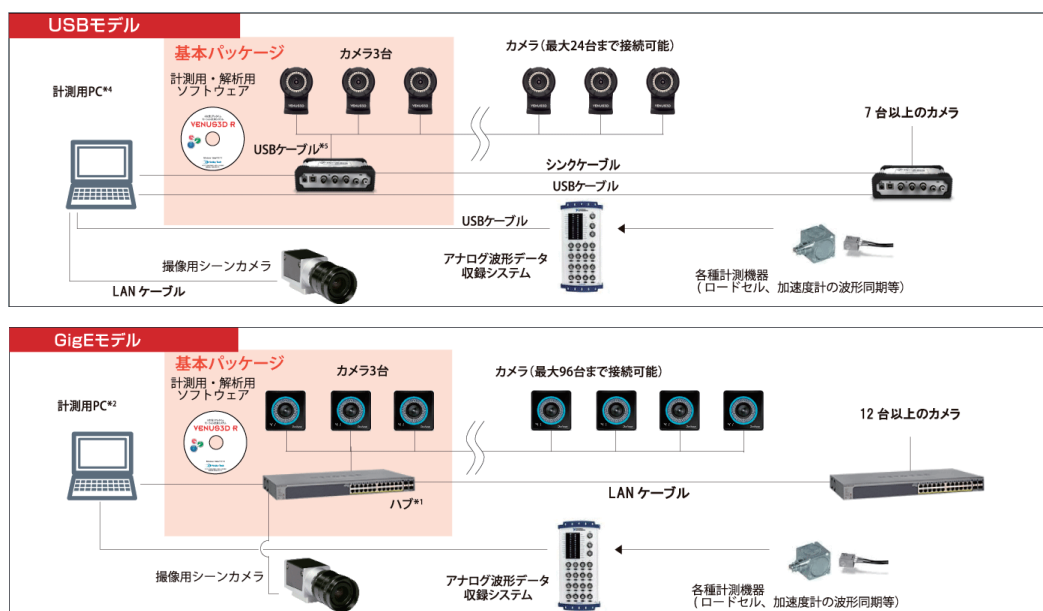 USBモデル
基本パッケージ
カメラ3台
カメラ(最大24台まで接続可能)
計測用・解析用
ソフトウェア
計測用PC*4
VENUS3D R
7 台以上のカメラ
USBケーブル*5
シンクケーブル
USBケーブル
USBケーブル
撮像用シーンカメラ
アナログ波形データ
収録システム
各種計測機器
(ロードセル、加速度計の波形同期等)
LAN ケーブル
GigEモデル
基本パッケージ
カメラ3台
カメラ(最大96台まで接続可能)
計測用・解析用
ソフトウェア
計測用PC*2
VENUS3D R
12 台以上のカメラ
ハブ*1
LAN ケーブル
撮像用シーンカメラ
アナログ波形データ
収録システム
各種計測機器
(ロードセル、加速度計の波形同期等)